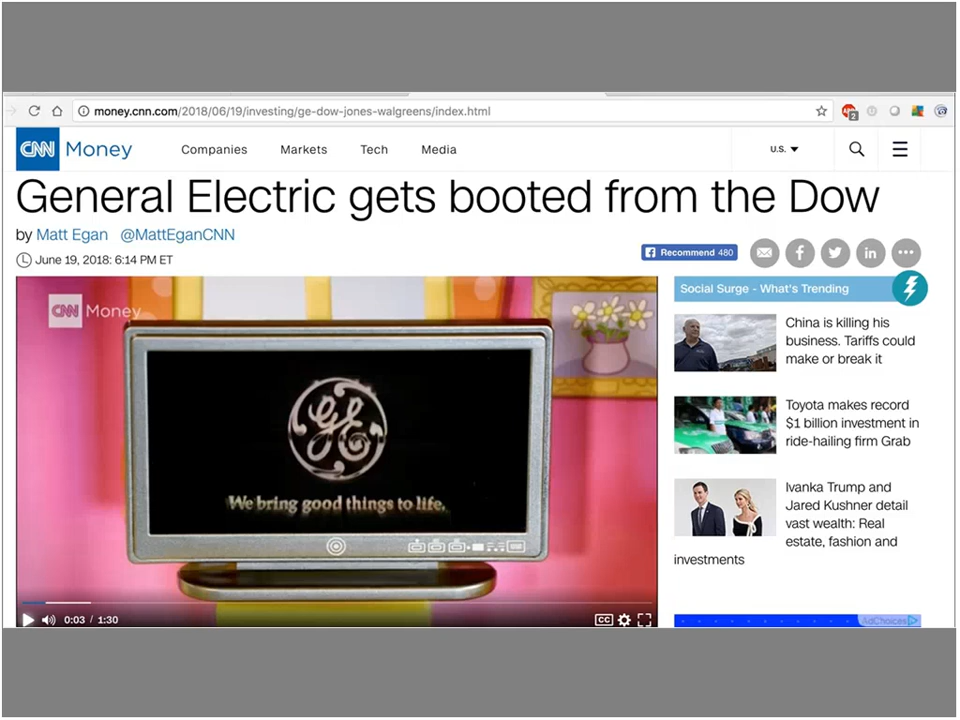 money.cnn.com/2018/06/19/investing/ge-dow-jones-walgreens/index.html
2
CNN Money
Companies
Markets
Tech
Media
U.S.
General Electric gets booted from the Dow
by Matt Egan @MattEganCNN
June 19, 2018: 6:14 PM ET
Recommend 480
CNN Money
GE
We bring good things to life.
0:03 / 1:30
CC
Social Surge - What's Trending
China is killing his
business. Tariffs could
make or break it
Toyota makes record
$1 billion investment in
ride-hailing firm Grab
Ivanka Trump and
Jared Kushner detail
vast wealth: Real
estate, fashion and
investments
AdChoices